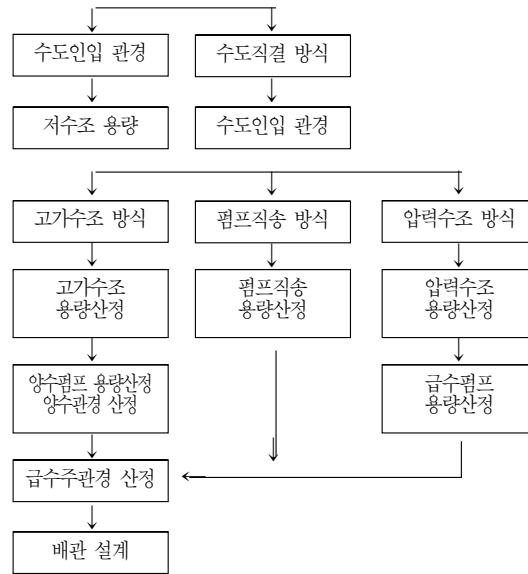 수도인입 관경
수도직결 방식
저수조 용량
수도인입 관경
고가수조 방식
펌프직송 방식
압력수조 방식
고가수조
용량산정
펌프직송
용량산정
압력수조
용량산정
양수펌프 용량산정
양수관경 산정
급수펌프
용량산정
급수주관경 산정
배관 설계